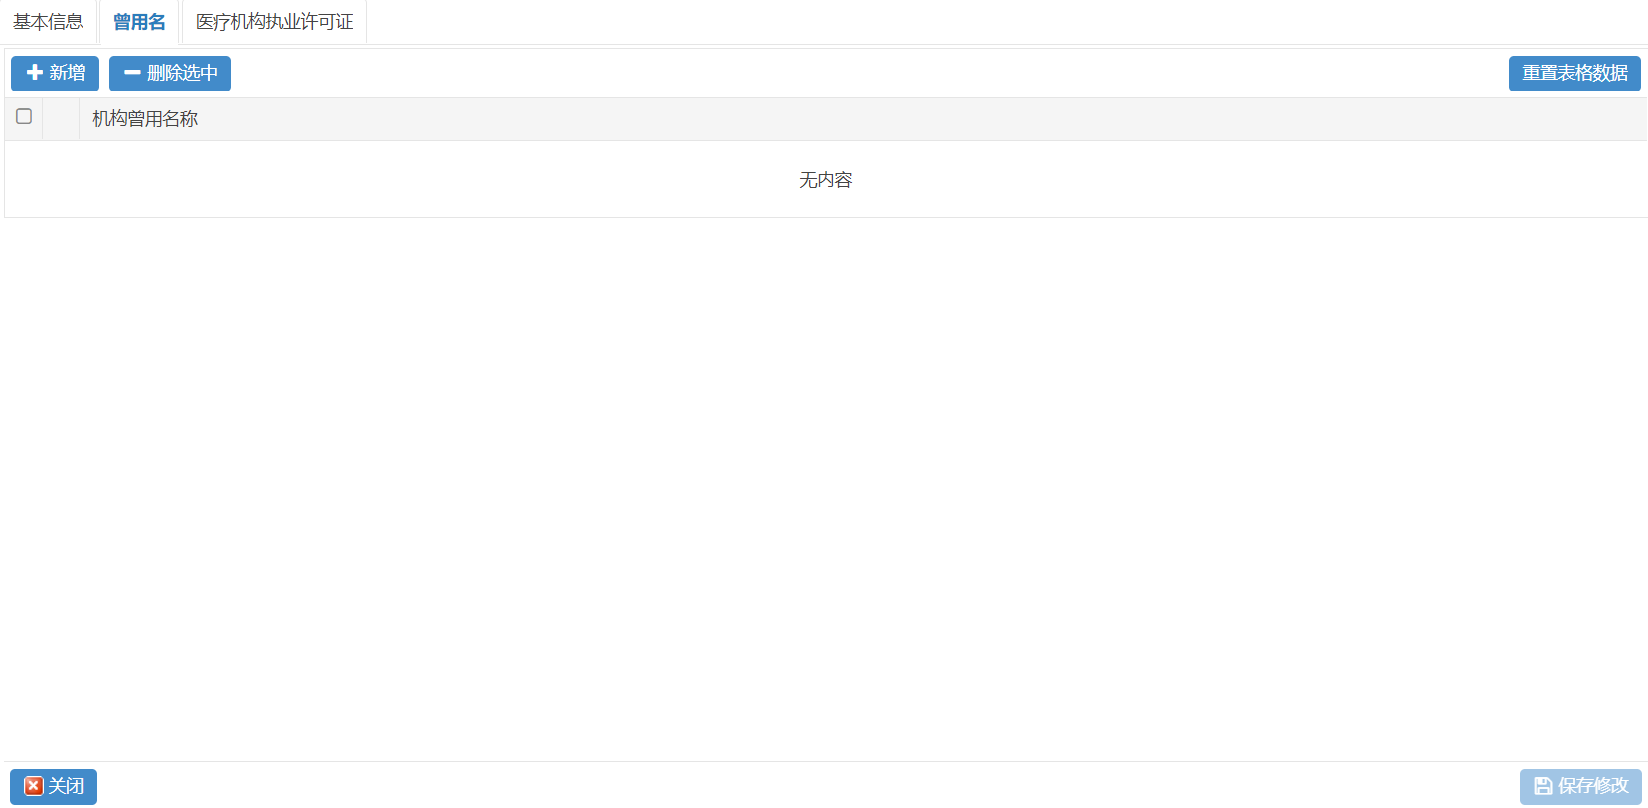 基本信息 曾用名 医疗机构执业许可证
新增 删除选中 重置表格数据
机构曾用名称
无内容
关闭 保存修改